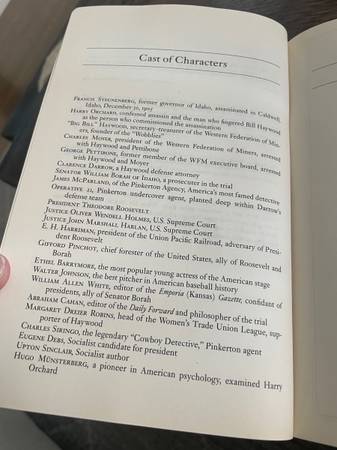 Cast of Characters
FRANCIS STEUNENBERG, former governor of Idaho, assassinated in Caldwell,
Idaho, December 30, 1905
HARRY ORCHARD, confessed assassin and the man who fingered Bill Haywood
as the person who commissioned the assassination
"BIG BILL" HAYWOOD, secretary-treasurer of the Western Federation of Min-
ers, founder of the "Wobblies"
CHARLES MOYER, president of the Western Federation of Miners, arrested
with Haywood and Pettibone
GEORGE PETTIBONE, former member of the WFM executive board, arrested
with Haywood and Moyer
CLARENCE DARROW, a Haywood defense attorney
SENATOR WILLIAM BORAH OF IDAHO, a prosecutor in the trial
JAMES MCPARLAND, of the Pinkerton Agency, America's most famed detective
OPERATIVE 21, Pinkerton undercover agent, planted deep within Darrow's
defense team
PRESIDENT THEODORE ROOSEVELT
JUSTICE OLIVER WENDELL HOLMES, U.S. Supreme Court
JUSTICE JOHN MARSHALL HARLAN, U.S. Supreme Court
E. H. HARRIMAN, president of the Union Pacific Railroad, adversary of Presi-
dent Roosevelt
GIFFORD PINCHOT, chief forester of the United States, ally of Roosevelt and
Borah
ETHEL BARRYMORE, the most popular young actress of the American stage
WALTER JOHNSON, the best pitcher in American baseball history
WILLIAM ALLEN WHITE, editor of the Emporia (Kansas) Gazette, confidant of
presidents, ally of Senator Borah
ABRAHAM CAHAN, editor of the Daily Forward and philosopher of the trial
MARGARET DREIER ROBINS, head of the Women's Trade Union League, sup-
porter of Haywood
CHARLES SIRINGO, the legendary "Cowboy Detective," Pinkerton agent
EUGENE DEBS, Socialist candidate for president
UPTON SINCLAIR, Socialist author
HUGO MÜNSTERBERG, a pioneer in American psychology, examined Harry
Orchard